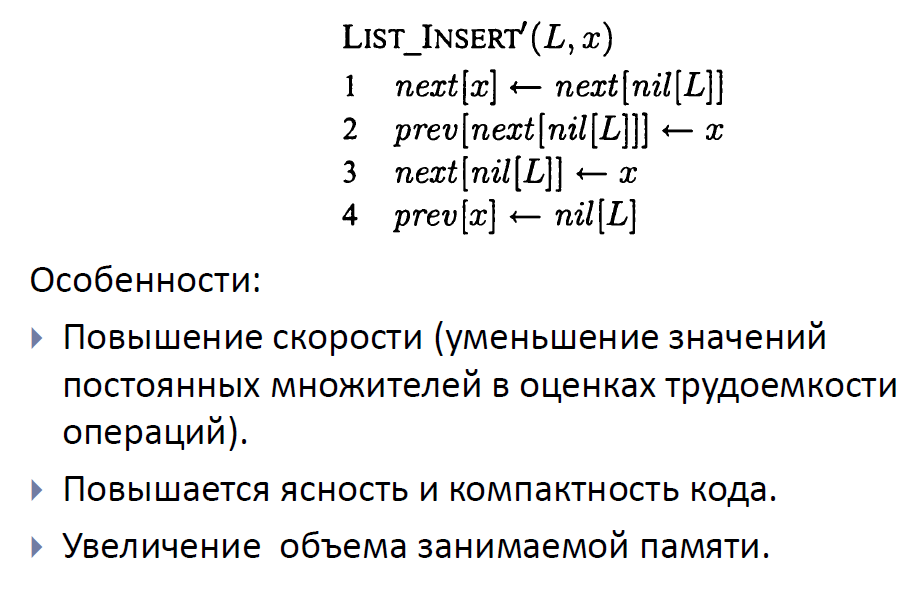 LIST_INSERT′(L, x)
1 next[x] ← next[nil[L]]
2 prev[next[nil[L]]] ← x
3 next[nil[L]] ← x
4 prev[x] ← nil[L]
Особенности:
Повышение скорости (уменьшение значений
постоянных множителей в оценках трудоемкости
операций).
Повышается ясность и компактность кода.
Увеличение объема занимаемой памяти.